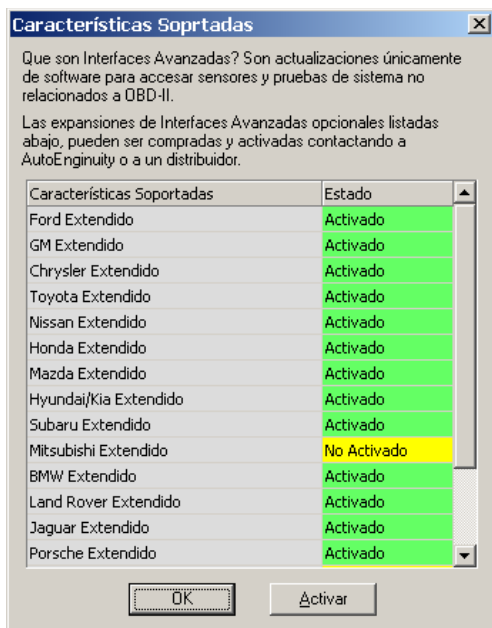 Características Soprtadas
Que son Interfaces Avanzadas? Son actualizaciones únicamente
de software para accesar sensores y pruebas de sistema no
relacionados a OBD-II.
Las expansiones de Interfaces Avanzadas opcionales listadas
abajo, pueden ser compradas y activadas contactando a
AutoEnginuity o a un distribuidor.
Características Soportadas Estado
Ford Extendido Activado
GM Extendido Activado
Chrysler Extendido Activado
Toyota Extendido Activado
Nissan Extendido Activado
Honda Extendido Activado
Mazda Extendido Activado
Hyundai/Kia Extendido Activado
Subaru Extendido Activado
Mitsubishi Extendido No Activado
BMW Extendido Activado
Land Rover Extendido Activado
Jaguar Extendido Activado
Porsche Extendido Activado
OK Activar